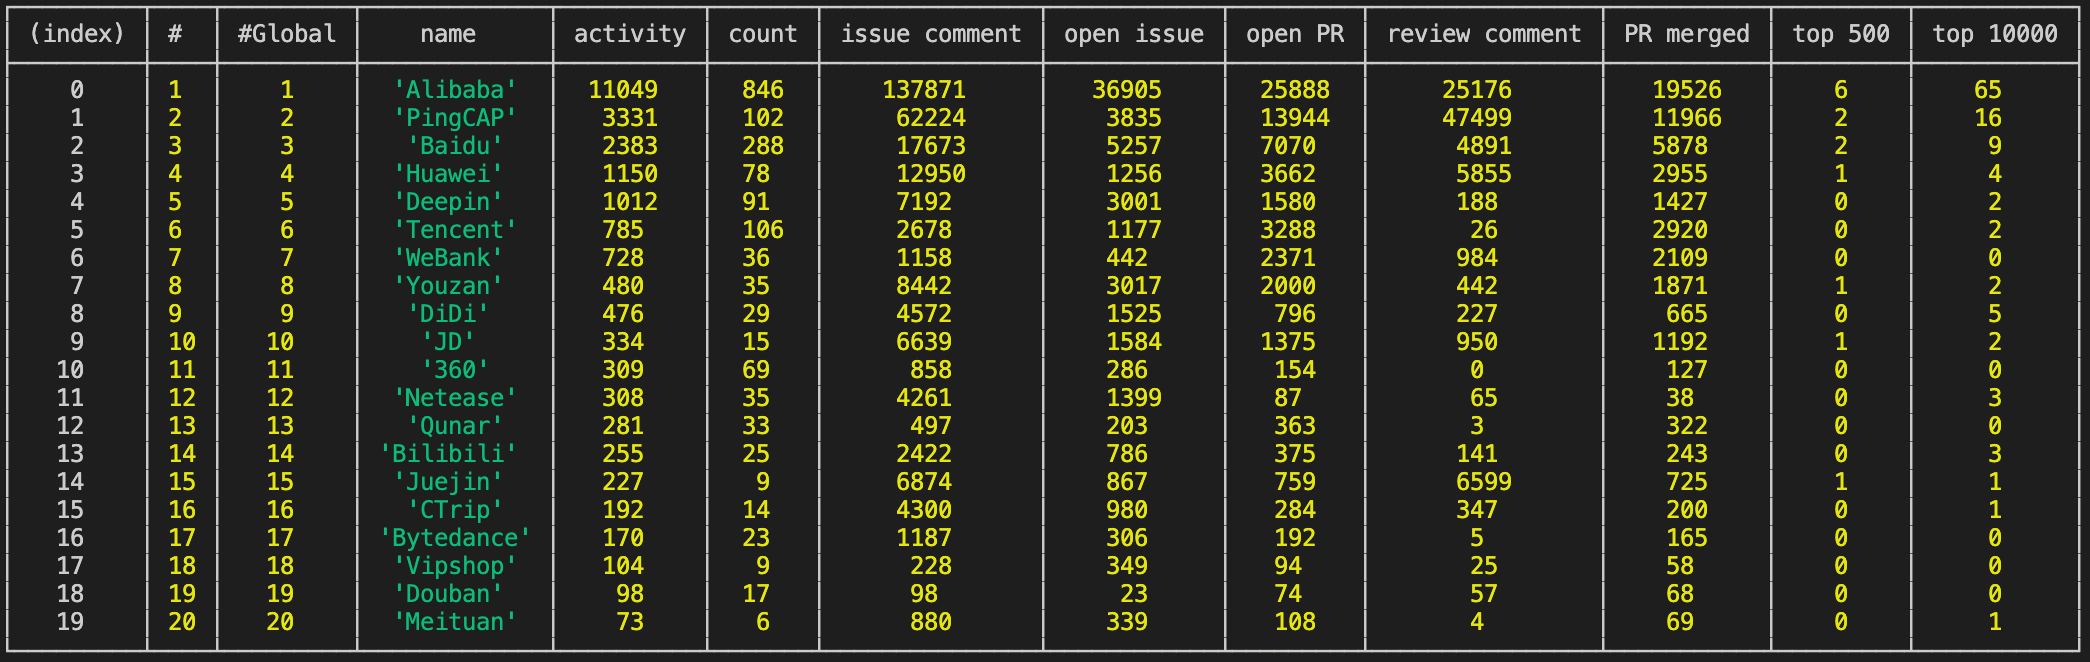 (index) # #Global name activity count issue comment open issue open PR review comment PR merged top 500 top 10000
0 1 1 'Alibaba' 11049 846 137871 36905 25888 25176 19526 6 65
1 2 2 'PingCAP' 3331 102 62224 3835 13944 47499 11966 2 16
2 3 3 'Baidu' 2383 288 17673 5257 7070 4891 5878 2 9
3 4 4 'Huawei' 1150 78 12950 1256 3662 5855 2955 1 4
4 5 5 'Deepin' 1012 91 7192 3001 1580 188 1427 0 2
5 6 6 'Tencent' 785 106 2678 1177 3288 26 2920 0 2
6 7 7 'WeBank' 728 36 1158 442 2371 984 2109 0 0
7 8 8 'Youzan' 480 35 8442 3017 2000 442 1871 1 2
8 9 9 'DiDi' 476 29 4572 1525 796 227 665 0 5
9 10 10 'JD' 334 15 6639 1584 1375 950 1192 1 2
10 11 11 '360' 309 69 858 286 154 0 127 0 0
11 12 12 'Netease' 308 35 4261 1399 87 65 38 0 3
12 13 13 'Qunar' 281 33 497 203 363 3 322 0 0
13 14 14 'Bilibili' 255 25 2422 786 375 141 243 0 3
14 15 15 'Juejin' 227 9 6874 867 759 6599 725 1 1
15 16 16 'CTrip' 192 14 4300 980 284 347 200 0 1
16 17 17 'Bytedance' 170 23 1187 306 192 5 165 0 0
17 18 18 'Vipshop' 104 9 228 349 94 25 58 0 0
18 19 19 'Douban' 98 17 98 23 74 57 68 0 0
19 20 20 'Meituan' 73 6 880 339 108 4 69 0 1